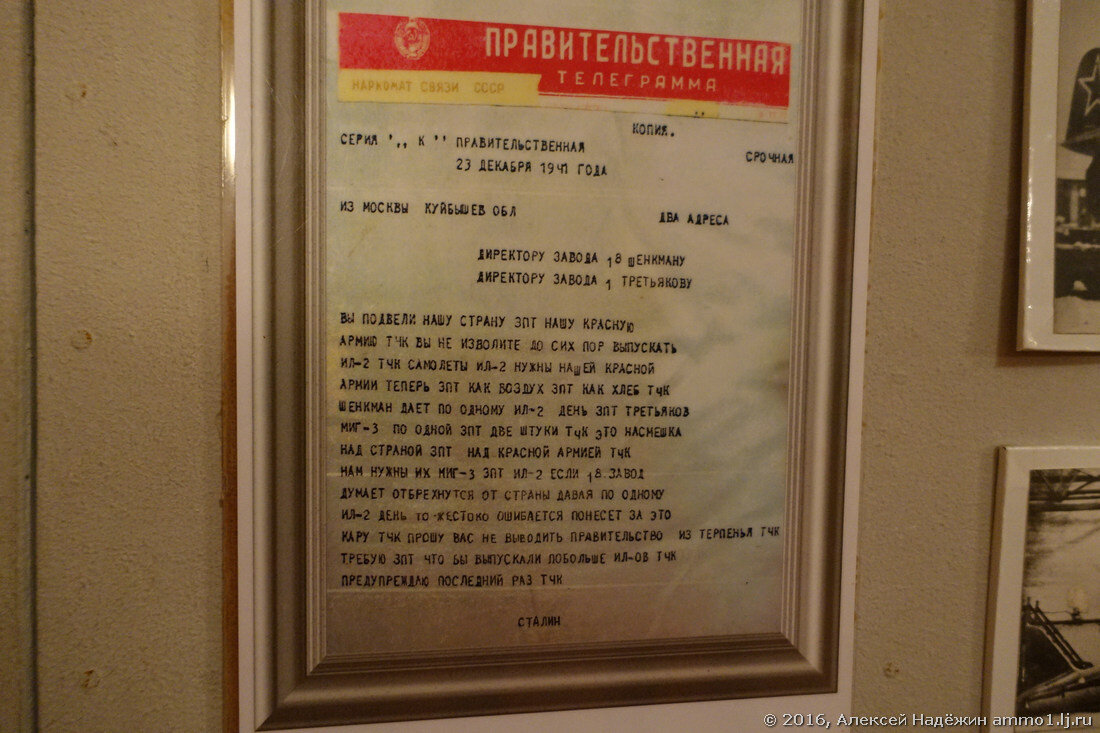 ПРАВИТЕЛЬСТВЕННАЯ
ТЕЛЕГРАММА
НАРКОМАТ СВЯЗИ СССР
КОПИЯ.
СЕРИЯ ',, К '' ПРАВИТЕЛЬСТВЕННАЯ
СРОЧНАЯ
23 ДЕКАБРЯ 1941 ГОДА
ИЗ МОСКВЫ КУЙБЫШЕВ ОБЛ ДВА АДРЕСА
ДИРЕКТОРУ ЗАВОДА 18 ШЕНКМАНУ
ДИРЕКТОРУ ЗАВОДА 1 ТРЕТЬЯКОВУ
ВЫ ПОДВЕЛИ НАШУ СТРАНУ ЗПТ НАШУ КРАСНУЮ
АРМИЮ ТЧК ВЫ НЕ ИЗВОЛИТЕ ДО СИХ ПОР ВЫПУСКАТЬ
ИЛ-2 ТЧК САМОЛЕТЫ ИЛ-2 НУЖНЫ НАШЕЙ КРАСНОЙ
АРМИИ ТЕПЕРЬ ЗПТ КАК ВОЗДУХ ЗПТ КАК ХЛЕБ ТЧК
ШЕНКМАН ДАЕТ ПО ОДНОМУ ИЛ-2 ДЕНЬ ЗПТ ТРЕТЬЯКОВ
МИГ-3 ПО ОДНОЙ ЗПТ ДВЕ ШТУКИ ТЧК ЭТО НАСМЕШКА
НАД СТРАНОЙ ЗПТ НАД КРАСНОЙ АРМИЕЙ ТЧК
НАМ НУЖНЫ ИХ МИГ-3 ЗПТ ИЛ-2 ЕСЛИ 18 ЗАВОД
ДУМАЕТ ОТБРЕХНУТСЯ ОТ СТРАНЫ ДАВАЯ ПО ОДНОМУ
ИЛ-2 ДЕНЬ ТО ЖЕСТОКО ОШИБАЕТСЯ ПОНЕСЕТ ЗА ЭТО
КАРУ ТЧК ПРОШУ ВАС НЕ ВЫВОДИТЬ ПРАВИТЕЛЬСТВО ИЗ ТЕРПЕНЬЯ ТЧК
ТРЕБУЮ ЗПТ ЧТО БЫ ВЫПУСКАЛИ ПОБОЛЬШЕ ИЛ-ОВ ТЧК
ПРЕДУПРЕЖДАЮ ПОСЛЕДНИЙ РАЗ ТЧК
СТАЛИН
© 2016, Алексей Надёжин ammo1.lj.ru